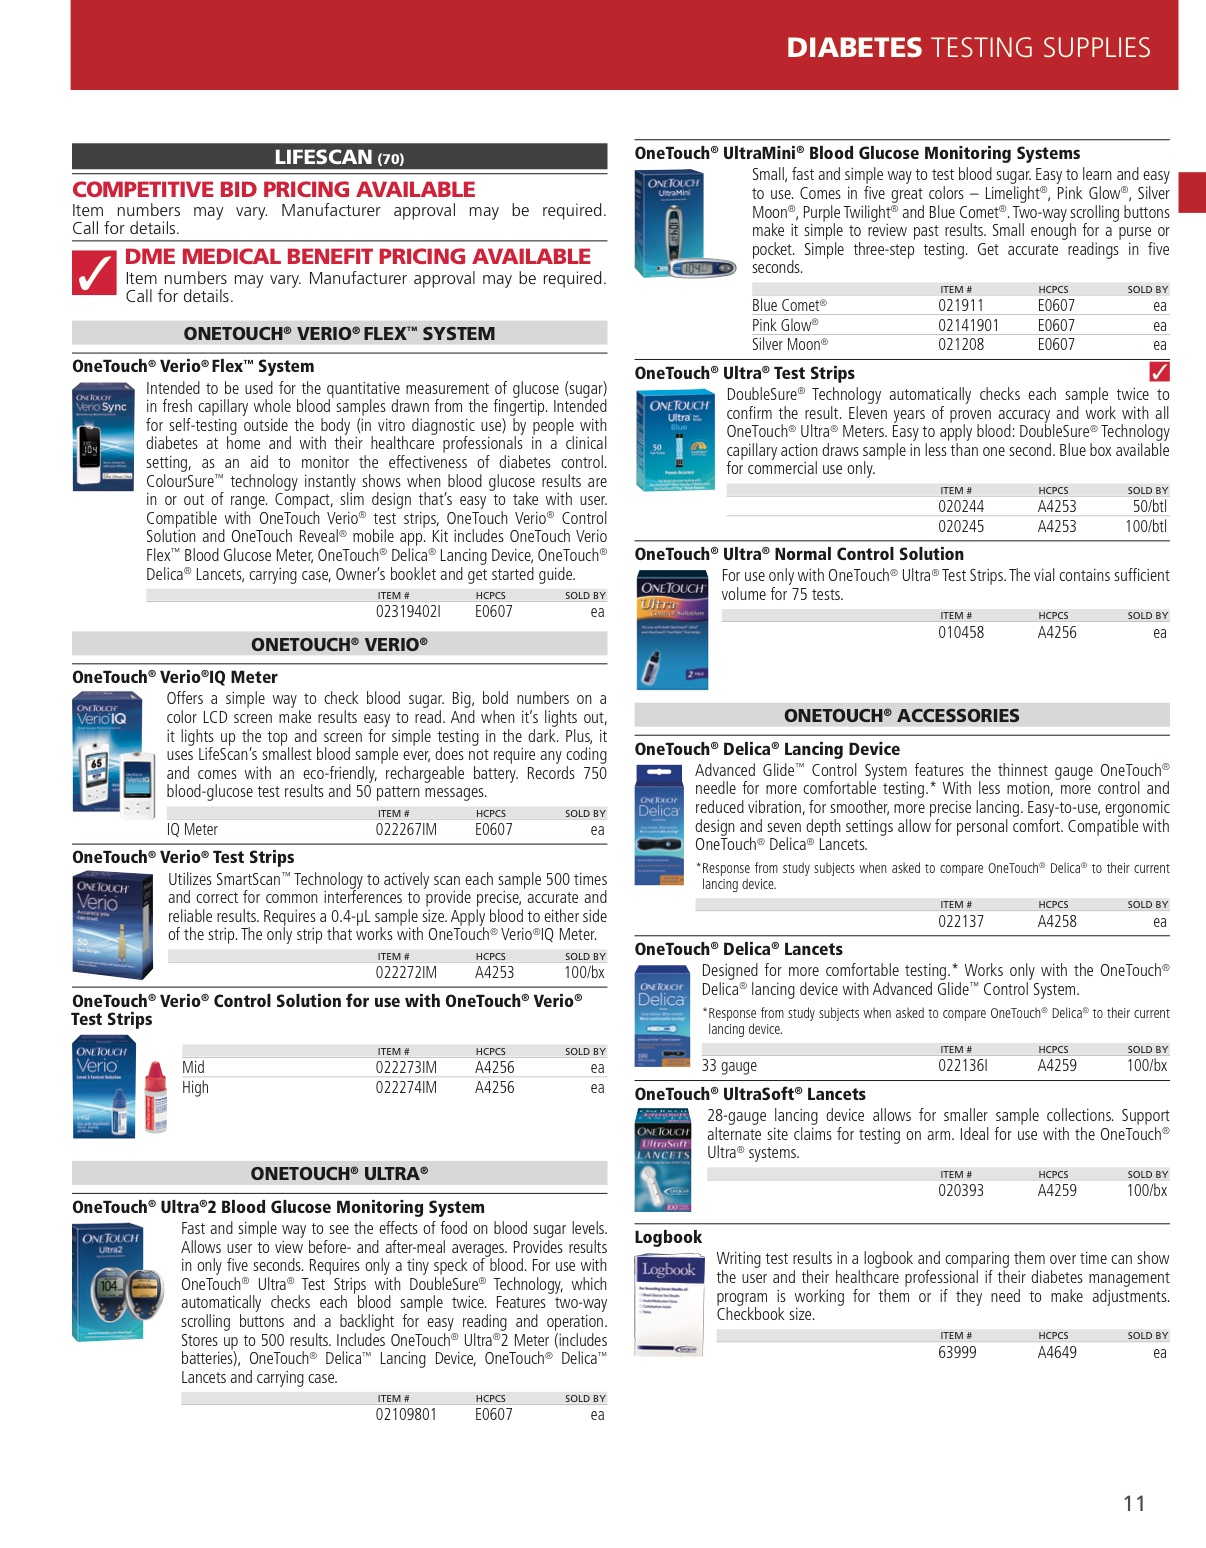 DIABETES TESTING SUPPLIES
LIFESCAN (70)
COMPETITIVE BID PRICING AVAILABLE
Item numbers may vary. Manufacturer approval may be required.
Call for details.
DME MEDICAL BENEFIT PRICING AVAILABLE
Item numbers may vary. Manufacturer approval may be required.
Call for details.
ONETOUCH® VERIO® FLEX™ SYSTEM
OneTouch® Verio® Flex™ System
ONETOUCH
VerioSync
Intended to be used for the quantitative measurement of glucose (sugar)
in fresh capillary whole blood samples drawn from the fingertip. Intended
for self-testing outside the body (in vitro diagnostic use) by people with
diabetes at home and with their healthcare professionals in a clinical
setting, as an aid to monitor the effectiveness of diabetes control.
ColourSure™ technology instantly shows when blood glucose results are
in or out of range. Compact, slim design that's easy to take with user.
Compatible with OneTouch Verio® test strips, OneTouch Verio® Control
Solution and OneTouch Reveal® mobile app. Kit includes OneTouch Verio
Flex™ Blood Glucose Meter, OneTouch® Delica® Lancing Device, OneTouch®
Delica® Lancets, carrying case, Owner's booklet and get started guide.
ITEM # HCPCS SOLD BY
02319402I E0607 ea
ONETOUCH® VERIO®
OneTouch® Verio®IQ Meter
ONETOUCH
VerioIQ
65
Offers a simple way to check blood sugar. Big, bold numbers on a
color LCD screen make results easy to read. And when it's lights out,
it lights up the top and screen for simple testing in the dark. Plus, it
uses LifeScan's smallest blood sample ever, does not require any coding
and comes with an eco-friendly, rechargeable battery. Records 750
blood-glucose test results and 50 pattern messages.
ITEM # HCPCS SOLD BY
IQ Meter 022267IM E0607 ea
OneTouch® Verio® Test Strips
ONETOUCH
Verio
Accuracy you
can trust
50
Utilizes SmartScan™ Technology to actively scan each sample 500 times
and correct for common interferences to provide precise, accurate and
reliable results. Requires a 0.4-µL sample size. Apply blood to either side
of the strip. The only strip that works with OneTouch® Verio®IQ Meter.
ITEM # HCPCS SOLD BY
022272IM A4253 100/bx
OneTouch® Verio® Control Solution for use with OneTouch® Verio®
Test Strips
ONETOUCH
Verio
ITEM # HCPCS SOLD BY
Mid 022273IM A4256 ea
High 022274IM A4256 ea
ONETOUCH® ULTRA®
OneTouch® Ultra®2 Blood Glucose Monitoring System
ONETOUCH
Ultra2
104
Fast and simple way to see the effects of food on blood sugar levels.
Allows user to view before- and after-meal averages. Provides results
in only five seconds. Requires only a tiny speck of blood. For use with
OneTouch® Ultra® Test Strips with DoubleSure® Technology, which
automatically checks each blood sample twice. Features two-way
scrolling buttons and a backlight for easy reading and operation.
Stores up to 500 results. Includes OneTouch® Ultra®2 Meter (includes
batteries), OneTouch® Delica™ Lancing Device, OneTouch® Delica™
Lancets and carrying case.
ITEM # HCPCS SOLD BY
02109801 E0607 ea
OneTouch® UltraMini® Blood Glucose Monitoring Systems
ONETOUCH
UltraMini
104
Small, fast and simple way to test blood sugar. Easy to learn and easy
to use. Comes in five great colors – Limelight®, Pink Glow®, Silver
Moon®, Purple Twilight® and Blue Comet®. Two-way scrolling buttons
make it simple to review past results. Small enough for a purse or
pocket. Simple three-step testing. Get accurate readings in five
seconds.
ITEM # HCPCS SOLD BY
Blue Comet® 021911 E0607 ea
Pink Glow® 02141901 E0607 ea
Silver Moon® 021208 E0607 ea
OneTouch® Ultra® Test Strips
ONETOUCH
Ultra
Blue
50
Proven Accuracy
DoubleSure® Technology automatically checks each sample twice to
confirm the result. Eleven years of proven accuracy and work with all
OneTouch® Ultra® Meters. Easy to apply blood: DoubleSure® Technology
capillary action draws sample in less than one second. Blue box available
for commercial use only.
ITEM # HCPCS SOLD BY
020244 A4253 50/btl
020245 A4253 100/btl
OneTouch® Ultra® Normal Control Solution
ONETOUCH
Ultra
Control Solution
For use only with OneTouch® Ultra® Test Strips. The vial contains sufficient
volume for 75 tests.
ITEM # HCPCS SOLD BY
010458 A4256 ea
ONETOUCH® ACCESSORIES
OneTouch® Delica® Lancing Device
ONETOUCH
Delica
Advanced Glide™ Control System features the thinnest gauge OneTouch®
needle for more comfortable testing.* With less motion, more control and
reduced vibration, for smoother, more precise lancing. Easy-to-use, ergonomic
design and seven depth settings allow for personal comfort. Compatible with
OneTouch® Delica® Lancets.
*Response from study subjects when asked to compare OneTouch® Delica® to their current
lancing device.
ITEM # HCPCS SOLD BY
022137 A4258 ea
OneTouch® Delica® Lancets
ONETOUCH
Delica
100
Designed for more comfortable testing.* Works only with the OneTouch®
Delica® lancing device with Advanced Glide™ Control System.
*Response from study subjects when asked to compare OneTouch® Delica® to their current
lancing device.
ITEM # HCPCS SOLD BY
33 gauge 022136I A4259 100/bx
OneTouch® UltraSoft® Lancets
ONETOUCH
UltraSoft
LANCETS
100
28-gauge lancing device allows for smaller sample collections. Support
alternate site claims for testing on arm. Ideal for use with the OneTouch®
Ultra® systems.
ITEM # HCPCS SOLD BY
020393 A4259 100/bx
Logbook
Logbook
Writing test results in a logbook and comparing them over time can show
the user and their healthcare professional if their diabetes management
program is working for them or if they need to make adjustments.
Checkbook size.
ITEM # HCPCS SOLD BY
63999 A4649 ea
11